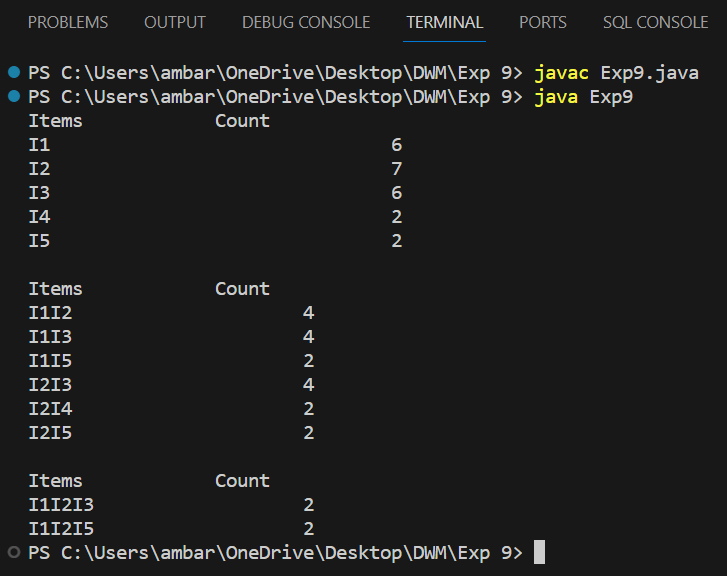 PROBLEMS OUTPUT DEBUG CONSOLE TERMINAL PORTS SQL CONSOLE
PS C:\Users\ambar\OneDrive\Desktop\DWM\Exp 9> javac Exp9.java
PS C:\Users\ambar\OneDrive\Desktop\DWM\Exp 9> java Exp9
Items Count
I1 6
I2 7
I3 6
I4 2
I5 2
Items Count
I1I2 4
I1I3 4
I1I5 2
I2I3 4
I2I4 2
I2I5 2
Items Count
I1I2I3 2
I1I2I5 2
PS C:\Users\ambar\OneDrive\Desktop\DWM\Exp 9>